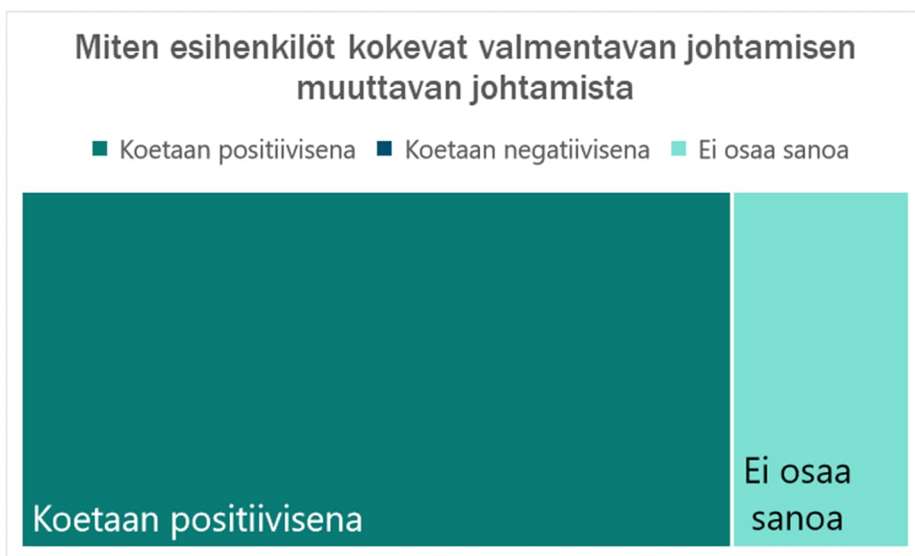 Miten esihenkilöt kokevat valmentavan johtamisen
muuttavan johtamista
Koetaan positiivisena Koetaan negatiivisena Ei osaa sanoa
Koetaan positiivisena
Ei osaa
sanoa